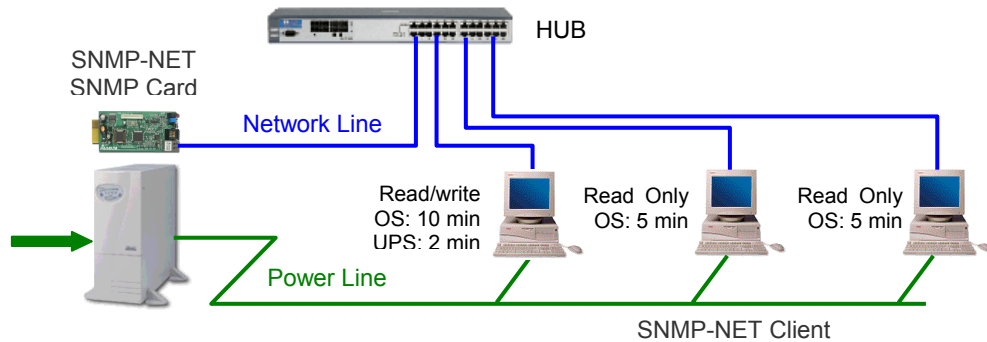 HUB
SNMP-NET
SNMP Card
Network Line
Read/write
OS: 10 min
UPS: 2 min
Read Only
OS: 5 min
Read Only
OS: 5 min
Power Line
SNMP-NET Client